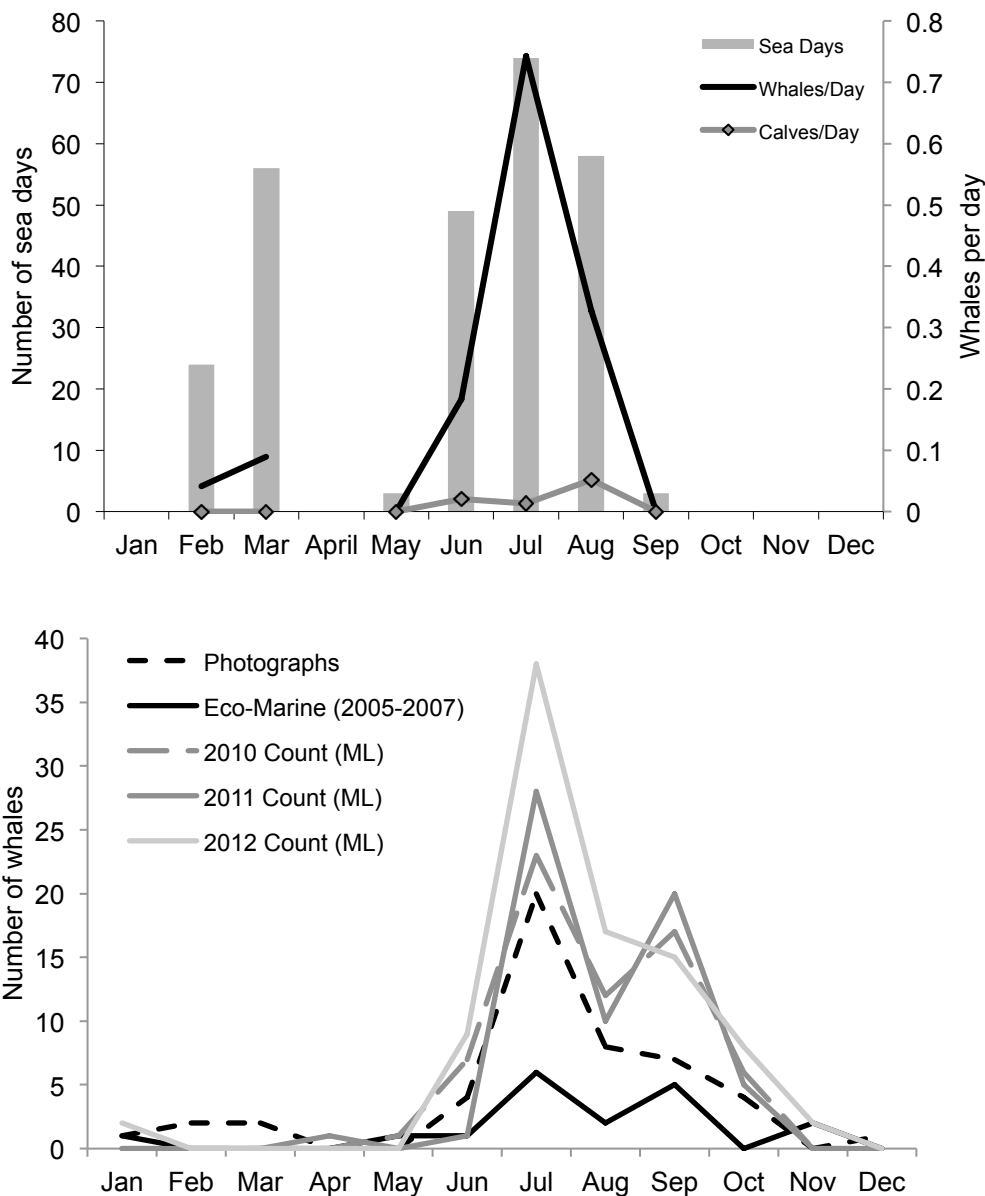 80
70
60
50
40
30
20
10
0
Number of sea days
0.8
0.7
0.6
0.5
0.4
0.3
0.2
0.1
0
Whales per day
Sea Days
Whales/Day
Calves/Day
Jan Feb Mar April May Jun Jul Aug Sep Oct Nov Dec
40
35
30
25
20
15
10
5
0
Number of whales
Photographs
Eco-Marine (2005-2007)
2010 Count (ML)
2011 Count (ML)
2012 Count (ML)
Jan Feb Mar Apr May Jun Jul Aug Sep Oct Nov Dec